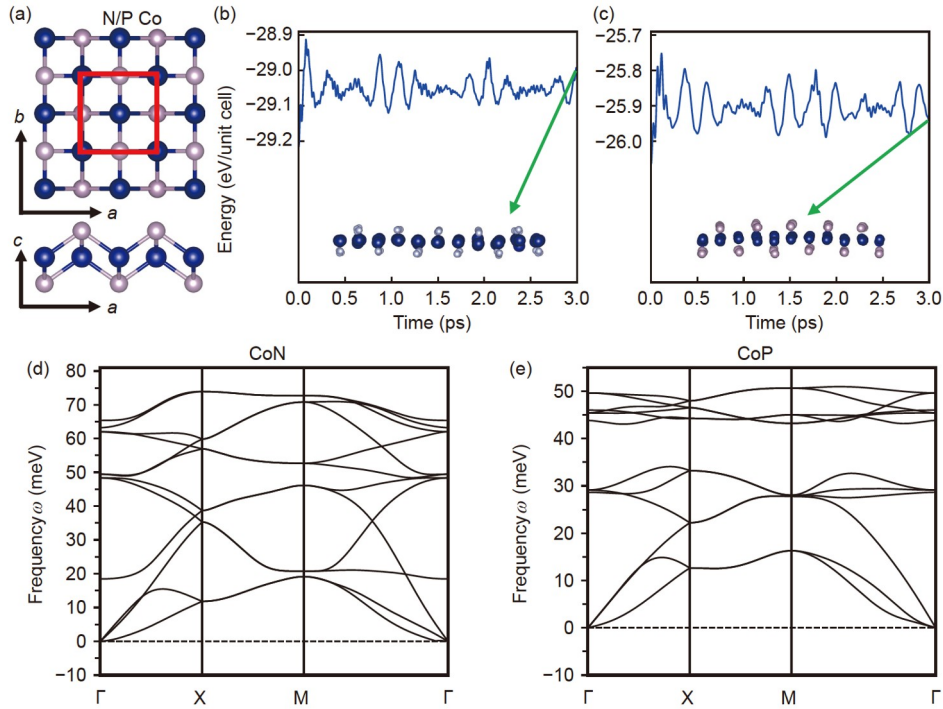 (a)
N/P Co
b
a
c
a
(b)
Energy (eV/unit cell)
−28.9
−29.0
−29.1
−29.2
0.0 0.5 1.0 1.5 2.0 2.5 3.0
Time (ps)
(c)
−25.7
−25.8
−25.9
−26.0
0.0 0.5 1.0 1.5 2.0 2.5 3.0
Time (ps)
(d)
CoN
Frequency ω (meV)
80
70
60
50
40
30
20
10
0
−10
Γ X M Γ
(e)
CoP
Frequency ω (meV)
50
40
30
20
10
0
−10
Γ X M Γ